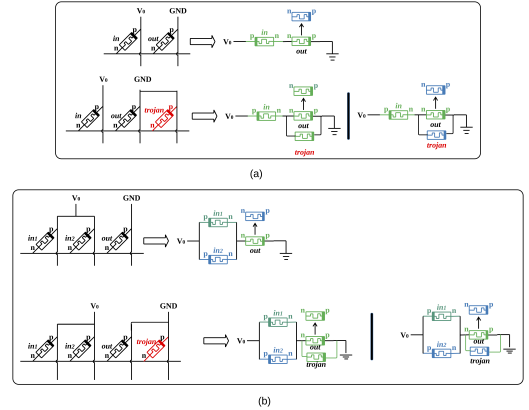 V₀ GND
in p out p
n n
V₀ in out n p
p n n p
V₀ GND
in p out p trojan p
n n n
V₀ in out trojan n p
p n n p
V₀ in out trojan n p
p n n p
(a)
V₀ GND
in1 p in2 p out p
n n n
V₀ in1 in2 out n p
p n p n n p
V₀ GND
in1 p in2 p out p trojan p
n n n n
V₀ in1 in2 out trojan n p
p n p n n p
V₀ in1 in2 out trojan n p
p n p n n p
(b)